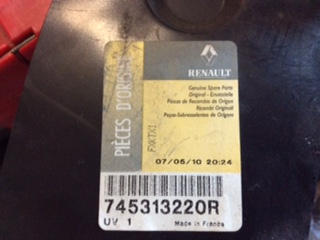 PIÈCES D'ORIGINE
RENAULT
Genuine Spare Parts
Original - Ersatzteile
Piezas de Recambio de Origen
Ricambi Originali
Peças-Sobresselentes de Origem
07/05/10 20:24
745313220R
UV 1 Made in France